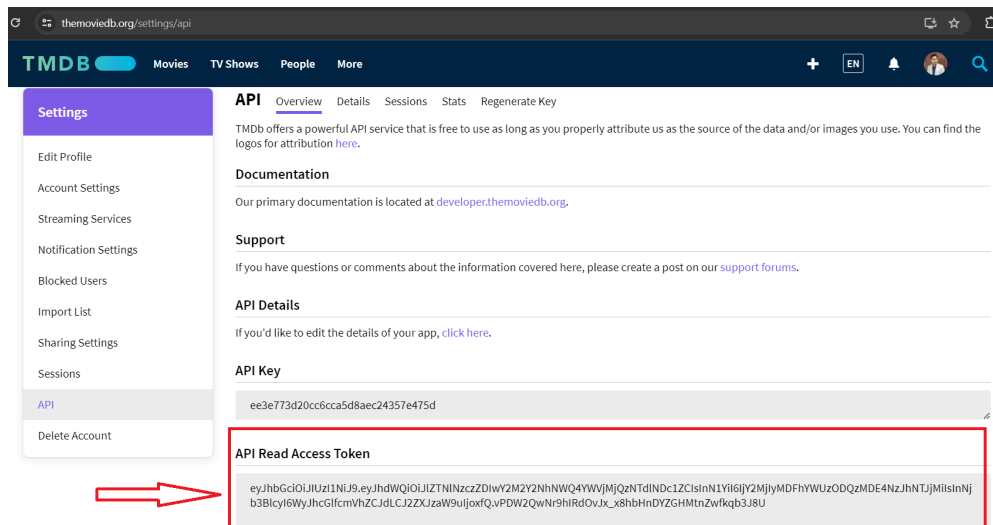 themoviedb.org/settings/api
TMDB Movies TV Shows People More EN
Settings
Edit Profile
Account Settings
Streaming Services
Notification Settings
Blocked Users
Import List
Sharing Settings
Sessions
API
Delete Account
API Overview Details Sessions Stats Regenerate Key
TMDb offers a powerful API service that is free to use as long as you properly attribute us as the source of the data and/or images you use. You can find the
logos for attribution here.
Documentation
Our primary documentation is located at developer.themoviedb.org.
Support
If you have questions or comments about the information covered here, please create a post on our support forums.
API Details
If you'd like to edit the details of your app, click here.
API Key
ee3e773d20cc6cca5d8aec24357e475d
API Read Access Token